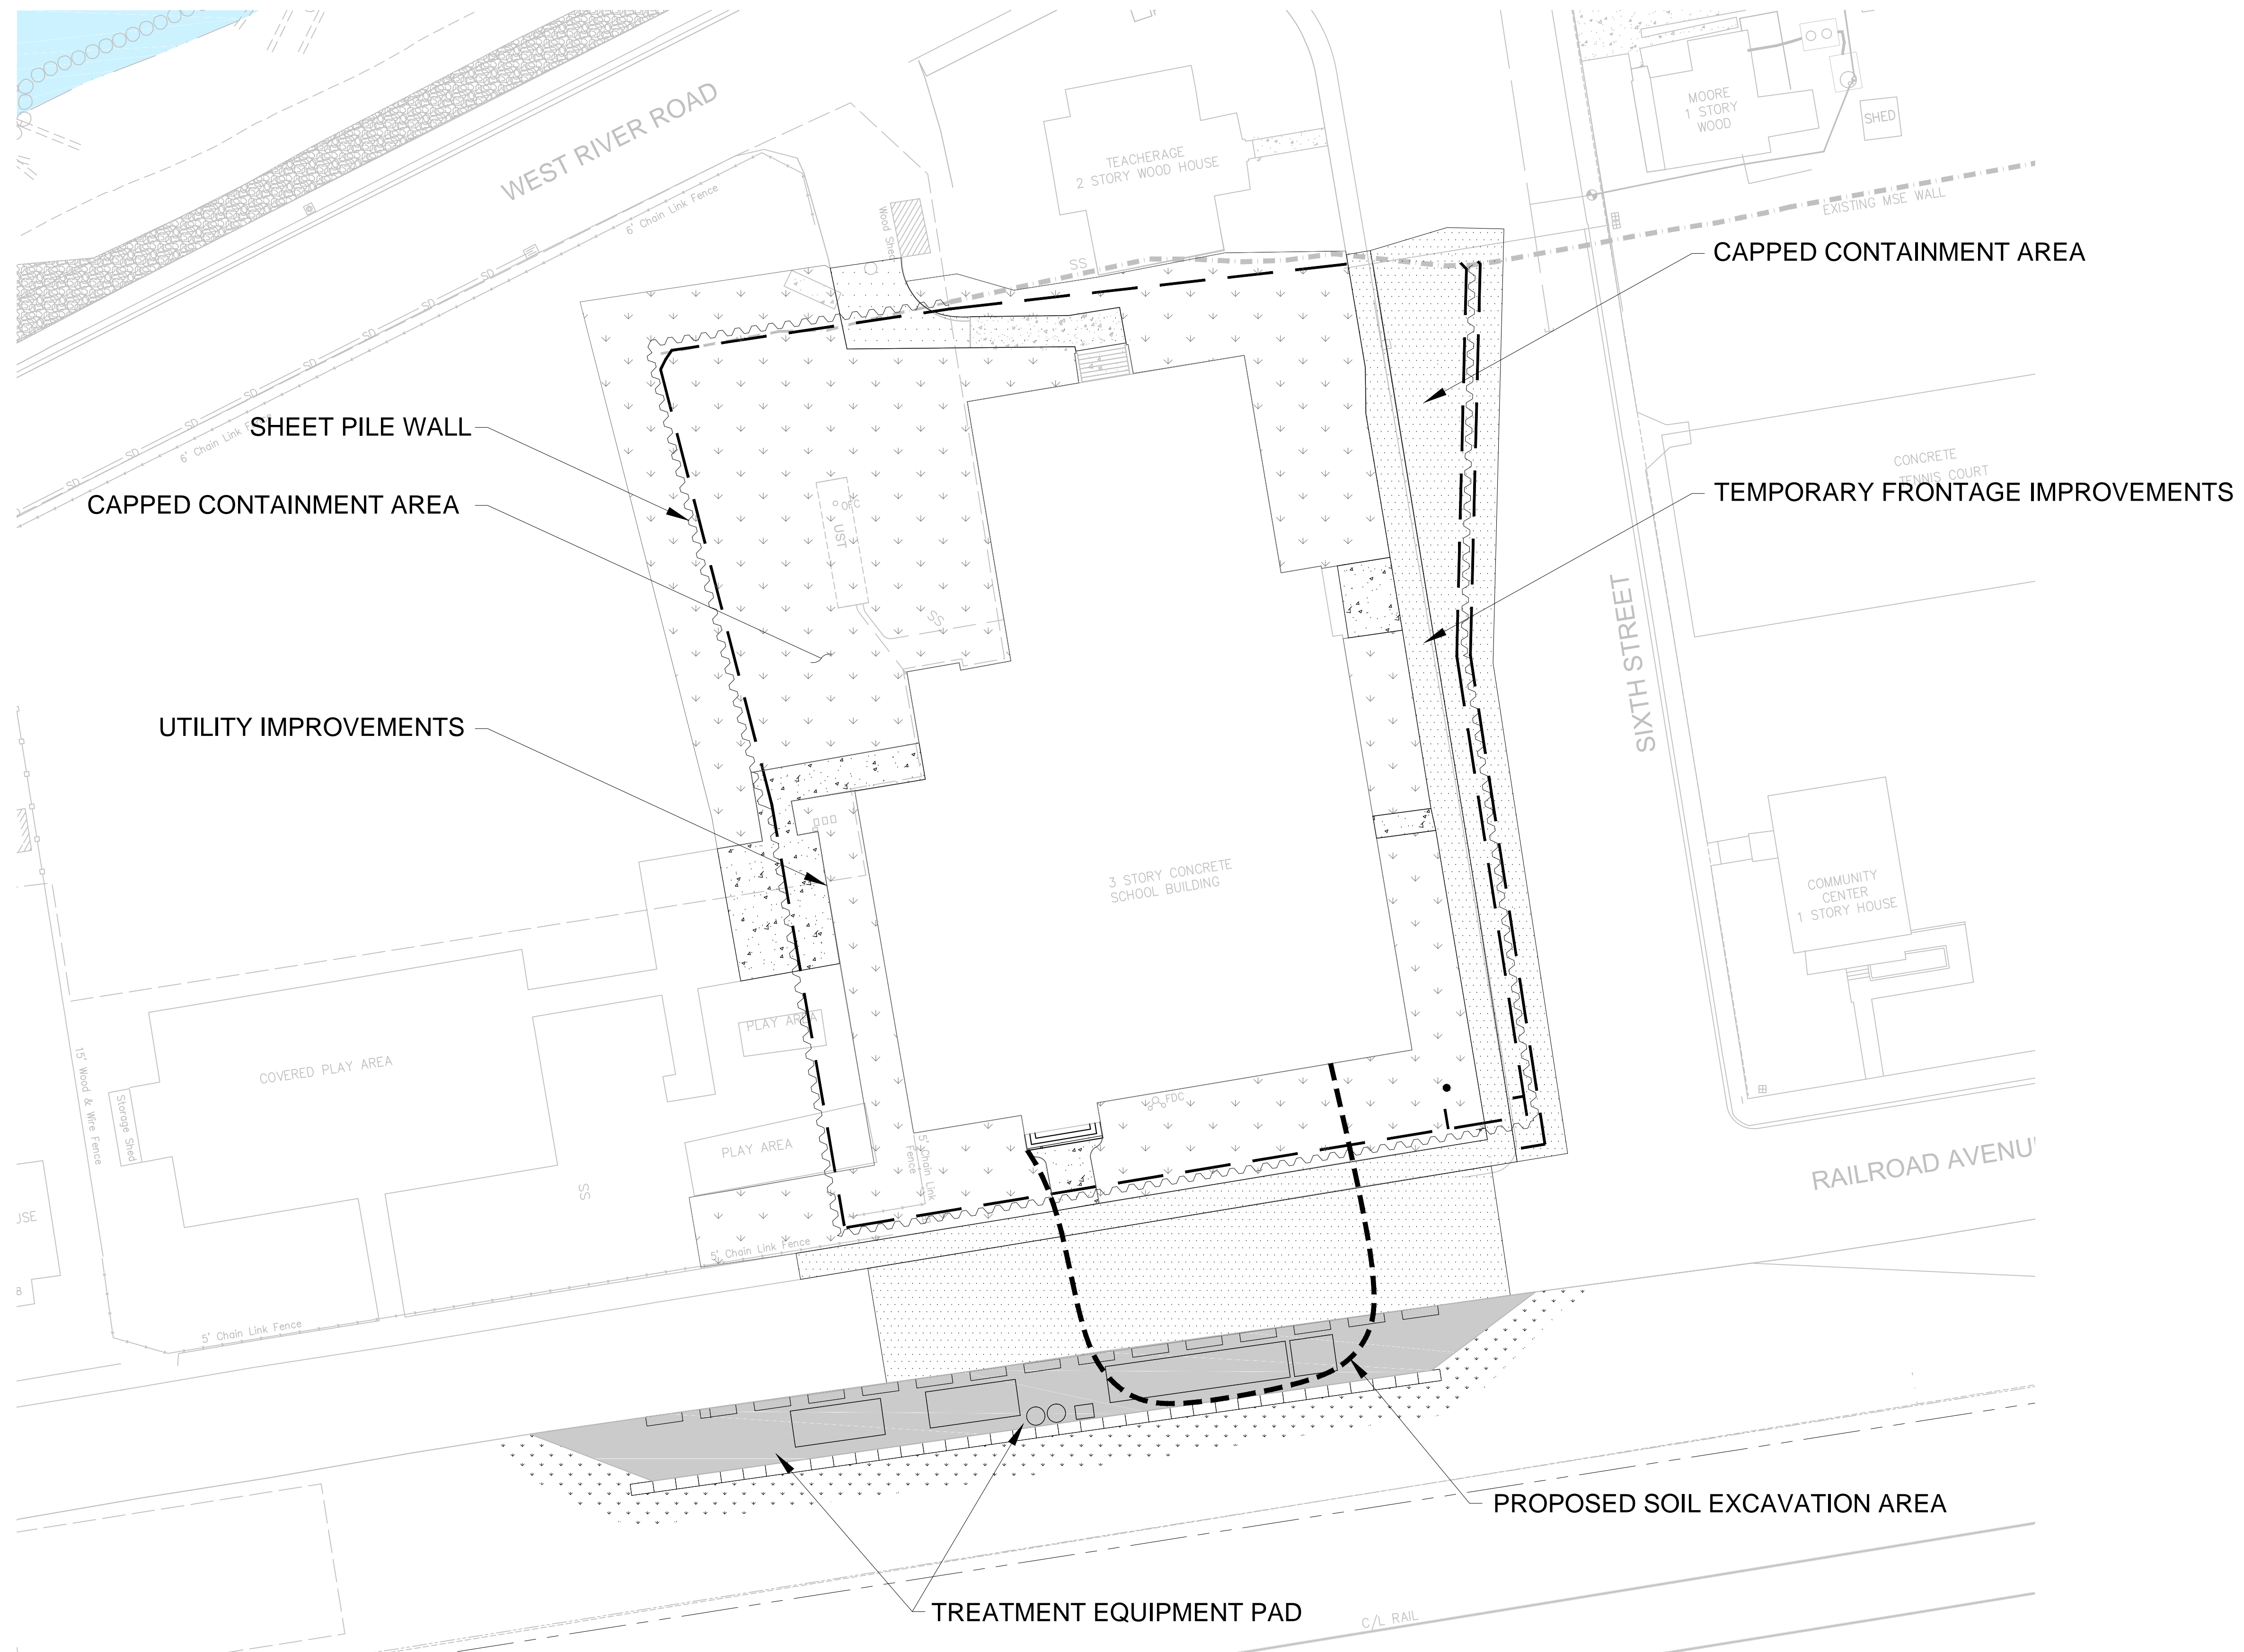 WEST RIVER ROAD
MOORE
1 STORY
WOOD
SHED
TEACHERAGE
2 STORY WOOD HOUSE
EXISTING MSE WALL
6' Chain Link Fence
Wood Shed
CAPPED CONTAINMENT AREA
SS
SD
SD
SD
SD
SD
SD
SD
6' Chain Link Fence
SHEET PILE WALL
CONCRETE
TENNIS COURT
CAPPED CONTAINMENT AREA
TEMPORARY FRONTAGE IMPROVEMENTS
OFC
UST
SS
SIXTH STREET
UTILITY IMPROVEMENTS
3 STORY CONCRETE
SCHOOL BUILDING
COMMUNITY
CENTER
1 STORY HOUSE
PLAY AREA
COVERED PLAY AREA
15' Wood & Wire Fence
Storage Shed
FDC
PLAY AREA
5' Chain Link
Fence
RAILROAD AVENU
SS
USE
8
5' Chain Link Fence
5' Chain Link Fence
PROPOSED SOIL EXCAVATION AREA
TREATMENT EQUIPMENT PAD
C/L RAIL